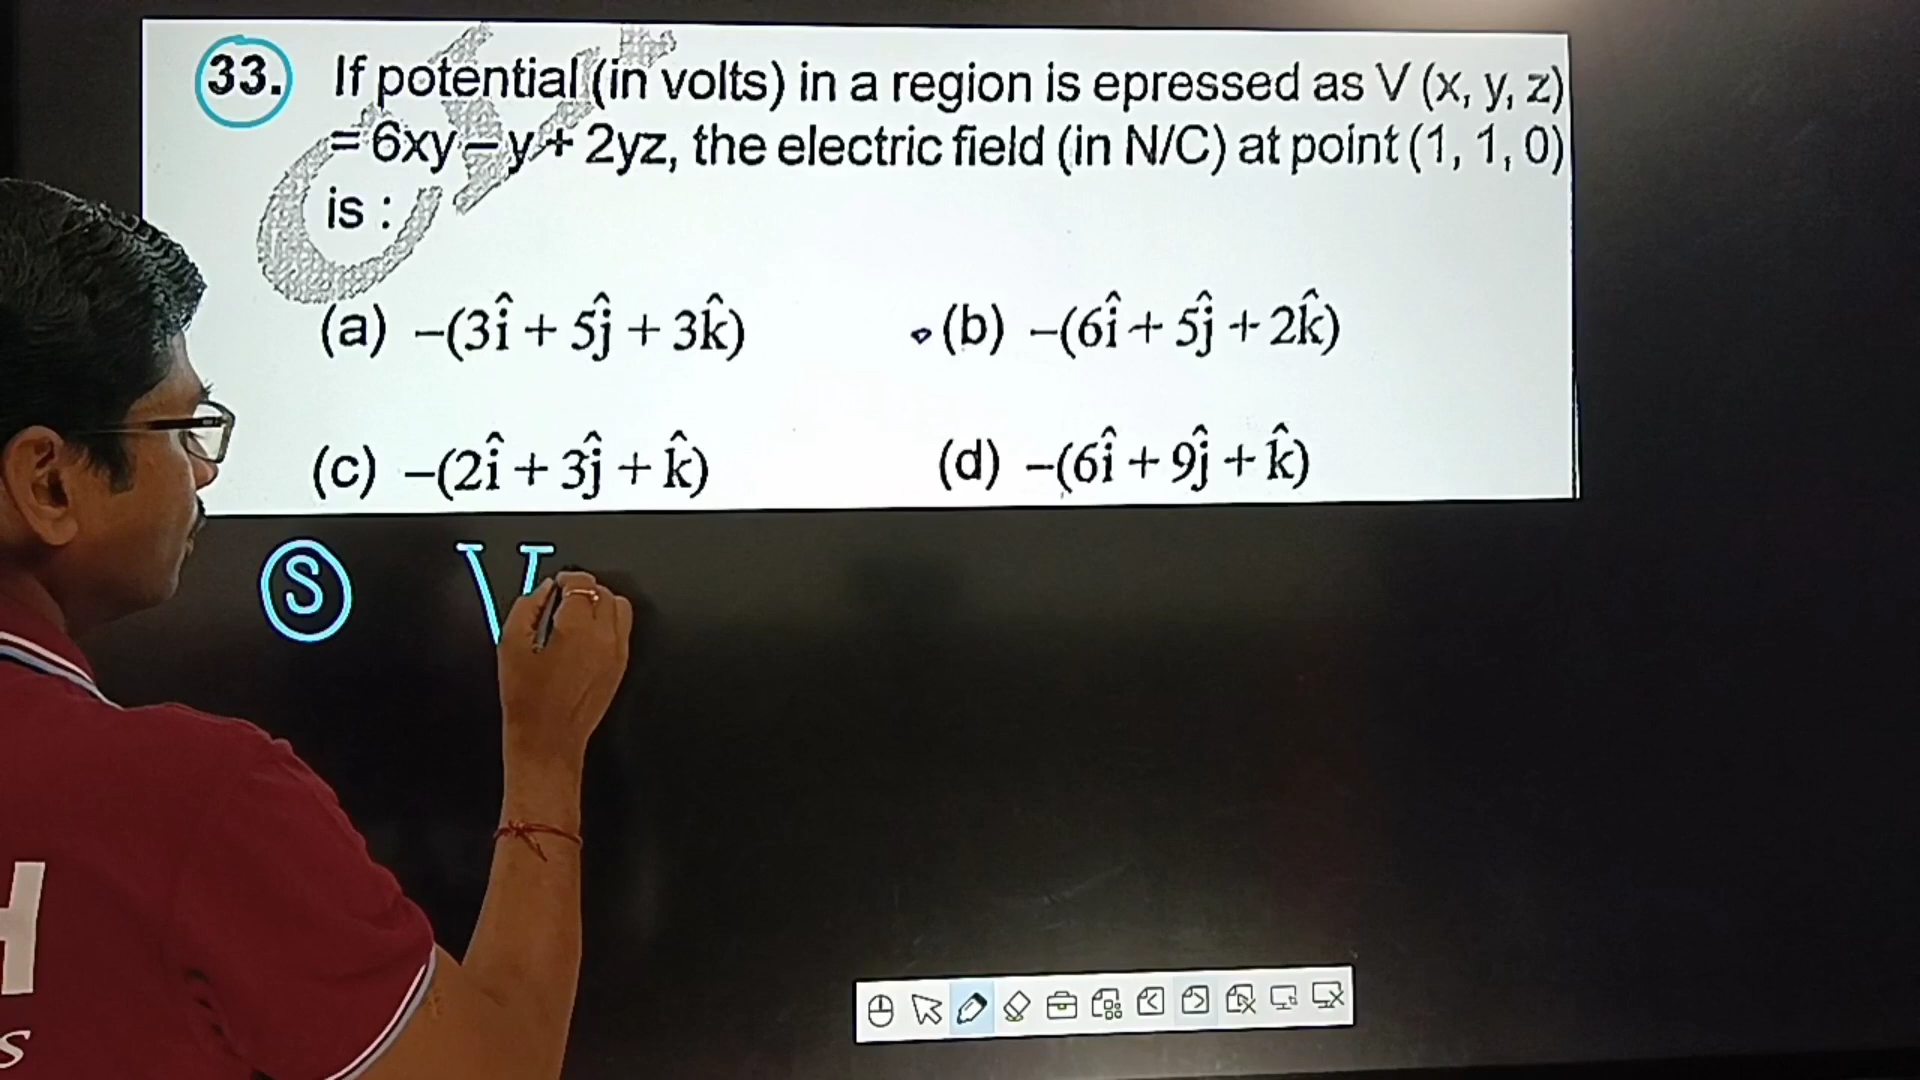 33. If potential (in volts) in a region is epressed as V (x, y, z)
= 6xy – y + 2yz, the electric field (in N/C) at point (1, 1, 0)
is :
(a) –(3î + 5ĵ + 3k̂)
(b) –(6î + 5ĵ + 2k̂)
(c) –(2î + 3ĵ + k̂)
(d) –(6î + 9ĵ + k̂)
S V
H
S